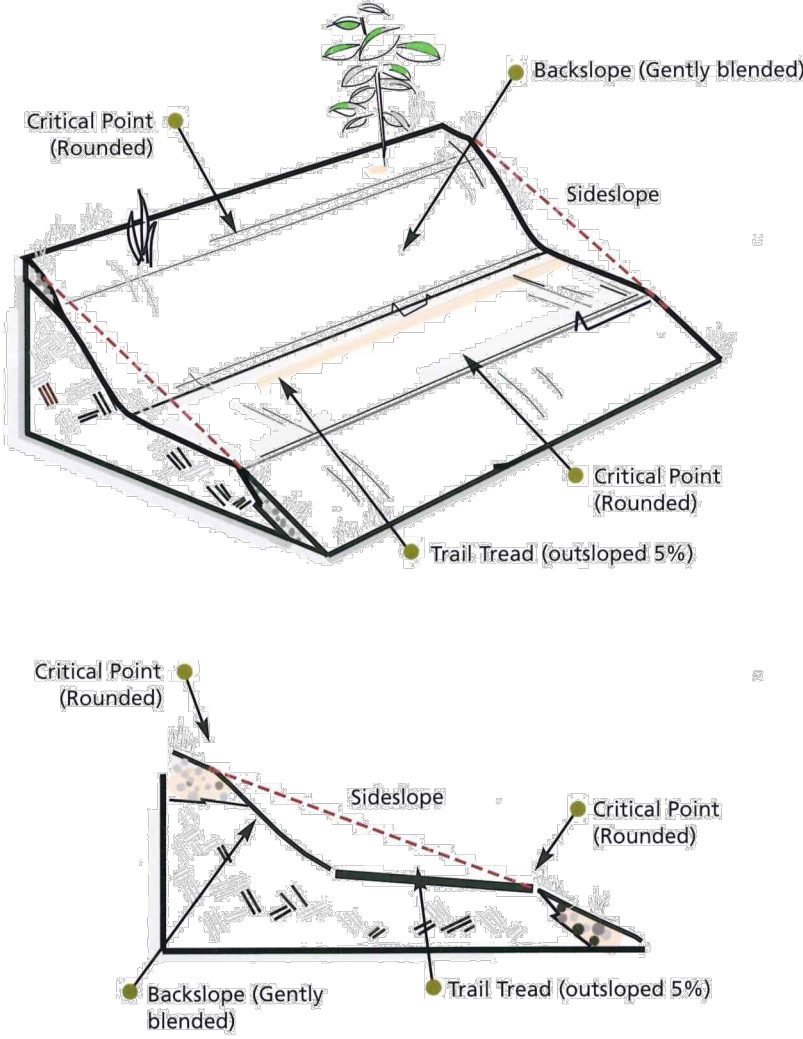 Backslope (Gently blended)
Critical Point
(Rounded)
Sideslope
Critical Point
(Rounded)
Trail Tread (outsloped 5%)
Critical Point
(Rounded)
Sideslope
Critical Point
(Rounded)
Backslope (Gently
blended)
Trail Tread (outsloped 5%)